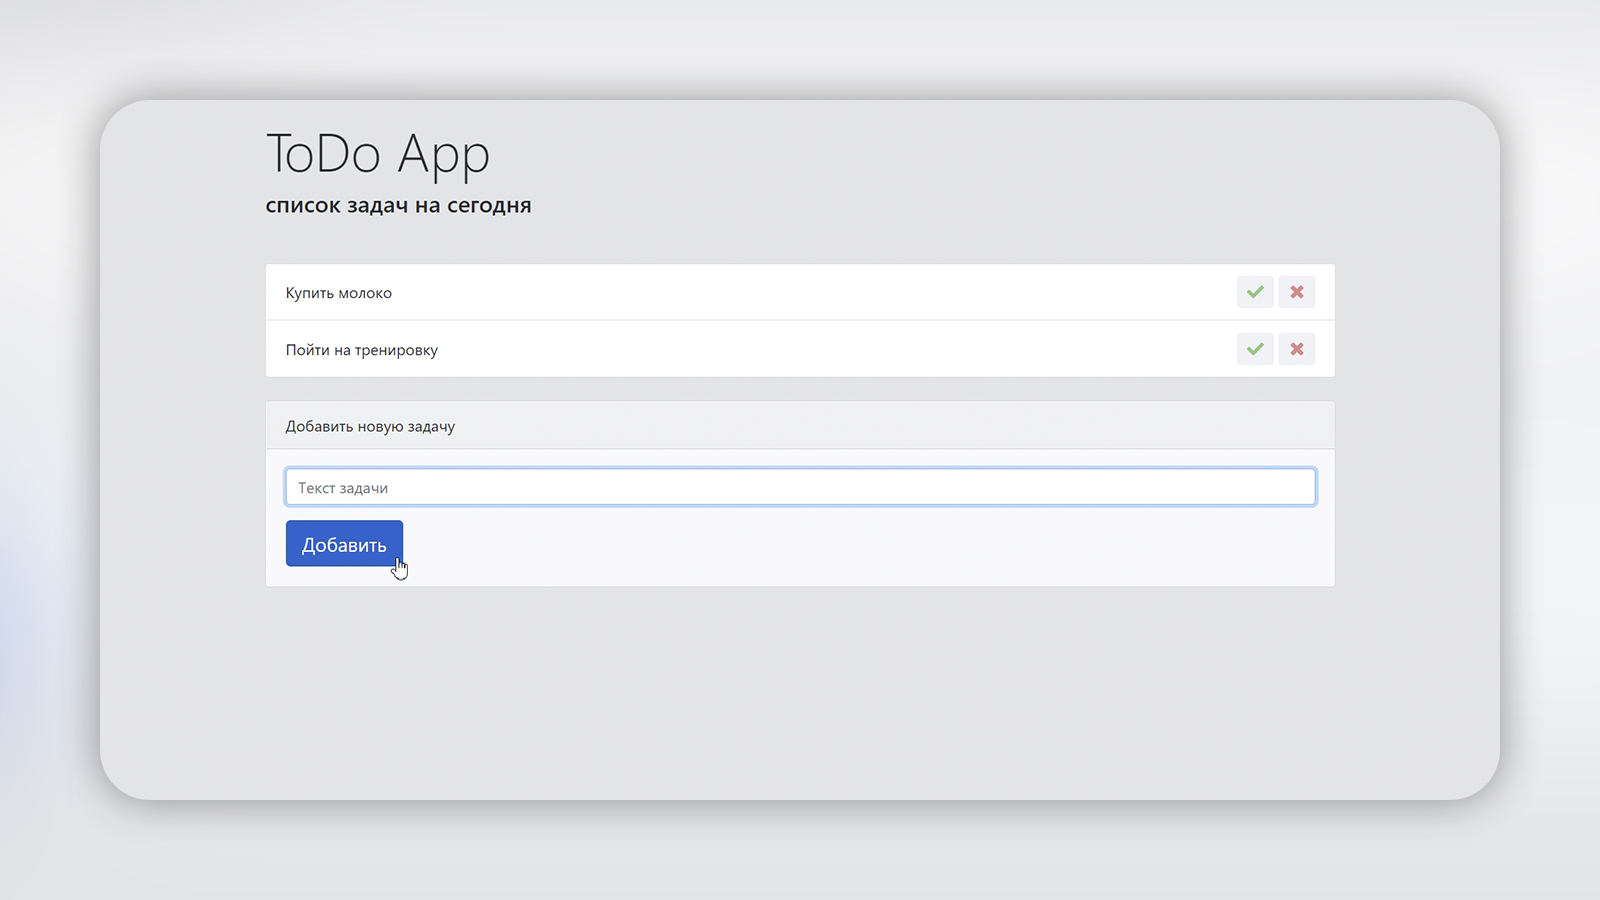 ToDo App
список задач на сегодня
Купить молоко
Пойти на тренировку
Добавить новую задачу
Текст задачи
Добавить